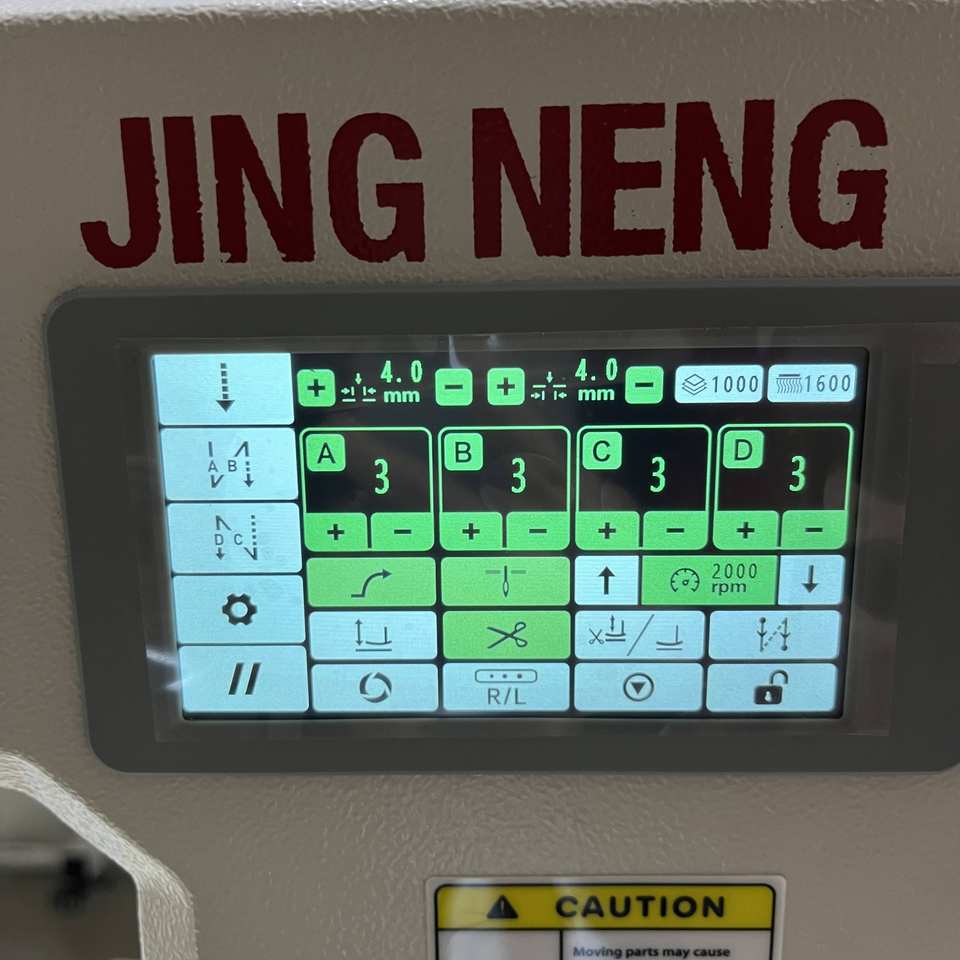 JING NENG
+ 4.0 mm - + 4.0 mm - 1000 1600
A 3 B 3 C 3 D 3
+ - + - + - + -
A B
D C
2000 rpm
R/L
CAUTION
Moving parts may cause